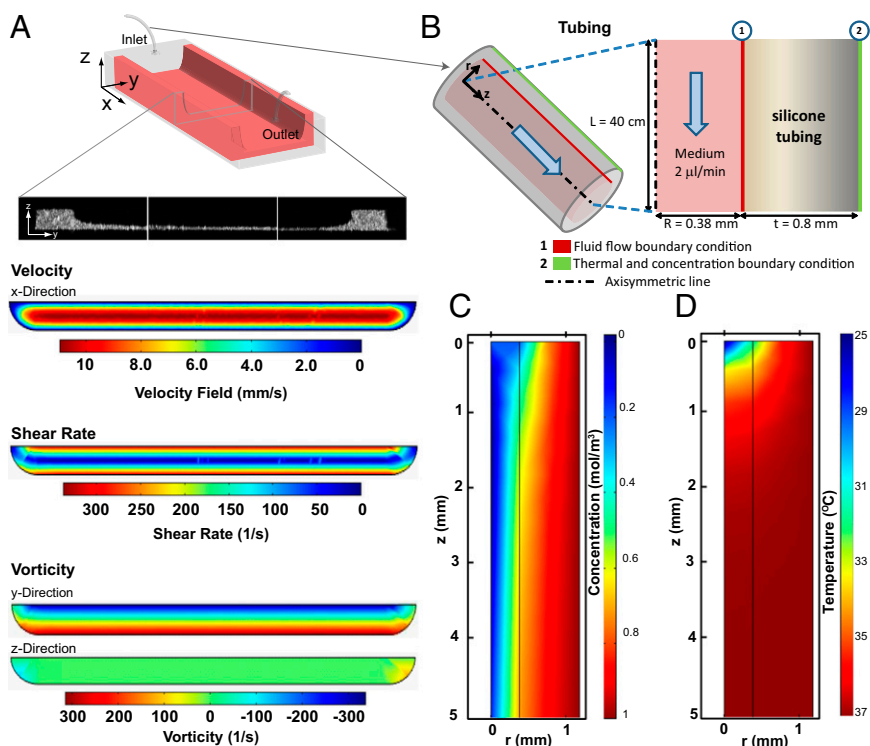 A
Inlet
z
y
x
Outlet
z
y
Velocity
x-Direction
10 8.0 6.0 4.0 2.0 0
Velocity Field (mm/s)
Shear Rate
300 250 200 150 100 50 0
Shear Rate (1/s)
Vorticity
y-Direction
z-Direction
300 200 100 0 -100 -200 -300
Vorticity (1/s)
B
Tubing
1 2
r
z
L = 40 cm
Medium
2 µl/min
silicone
tubing
R = 0.38 mm t = 0.8 mm
1 Fluid flow boundary condition
2 Thermal and concentration boundary condition
Axisymmetric line
C
0
1
2
3
4
5
z (mm)
0 1
r (mm)
0
0.2
0.4
0.6
0.8
1
Concentration (mol/m³)
D
0
1
2
3
4
5
z (mm)
0 1
r (mm)
25
29
31
33
35
37
Temperature (°C)